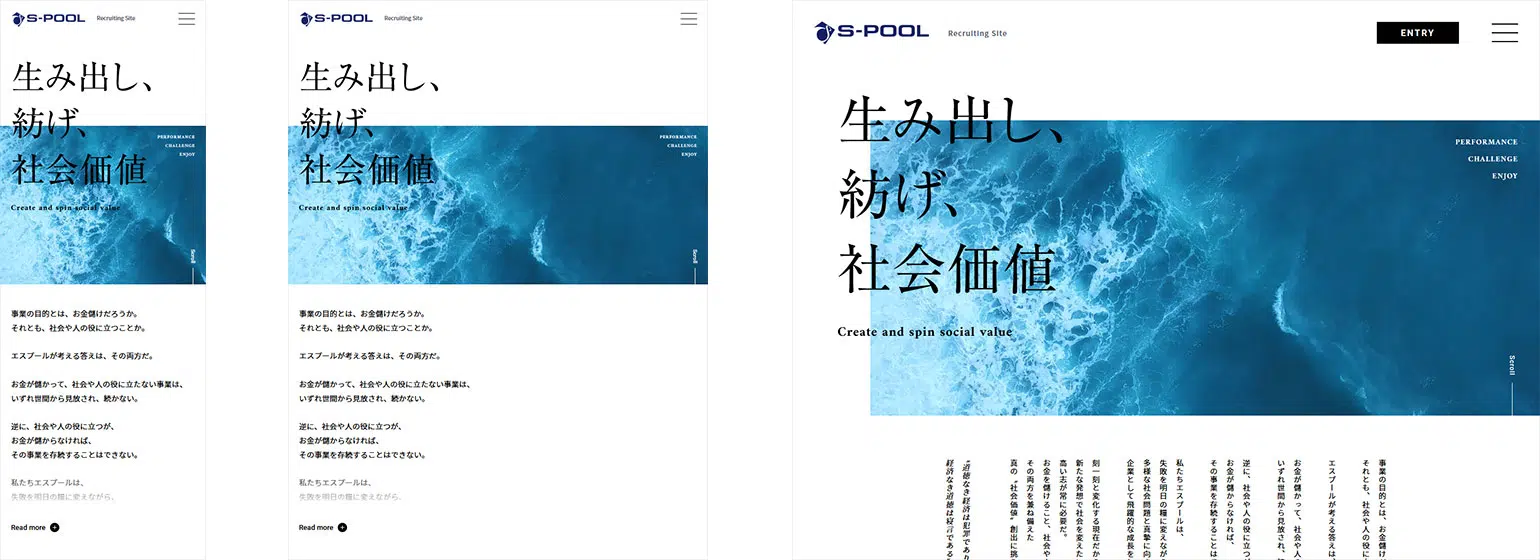 S-POOL Recruiting Site
生み出し、
紡げ、
社会価値
Create and spin social value
PERFORMANCE
CHALLENGE
ENJOY
Scroll
事業の目的とは、お金儲けだろうか。
それとも、社会や人の役に立つことか。
エスプールが考える答えは、その両方だ。
お金が儲かって、社会や人の役に立たない事業は、
いずれ世間から見放され、続かない。
逆に、社会や人の役に立つが、
お金が儲からなければ、
その事業を存続することはできない。
私たちエスプールは、
失敗を明日の糧に変えながら、
Read more
S-POOL Recruiting Site
生み出し、
紡げ、
社会価値
Create and spin social value
PERFORMANCE
CHALLENGE
ENJOY
Scroll
事業の目的とは、お金儲けだろうか。
それとも、社会や人の役に立つことか。
エスプールが考える答えは、その両方だ。
お金が儲かって、社会や人の役に立たない事業は、
いずれ世間から見放され、続かない。
逆に、社会や人の役に立つが、
お金が儲からなければ、
その事業を存続することはできない。
私たちエスプールは、
失敗を明日の糧に変えながら、
Read more
S-POOL Recruiting Site
ENTRY
生み出し、
紡げ、
社会価値
Create and spin social value
PERFORMANCE
CHALLENGE
ENJOY
Scroll
事業の目的とは、お金儲け
それとも、社会や人の役に
エスプールが考える答えは、
お金が儲かって、社会や人
いずれ世間から見放され、
逆に、社会や人の役に立つが
お金が儲からなければ、
その事業を存続することは
私たちエスプールは、
失敗を明日の糧に変えなが
多様な社会問題と真摯に向
企業として飛躍的な成長を
刻一刻と変化する現在だか
新たな発想で社会を変えた
高い志が常に必要だ。
お金を儲けること、社会や
その両方を兼ね備えた
真の“社会価値”創出に挑
“道徳なき経済は犯罪であり
経済なき道徳は寝言である